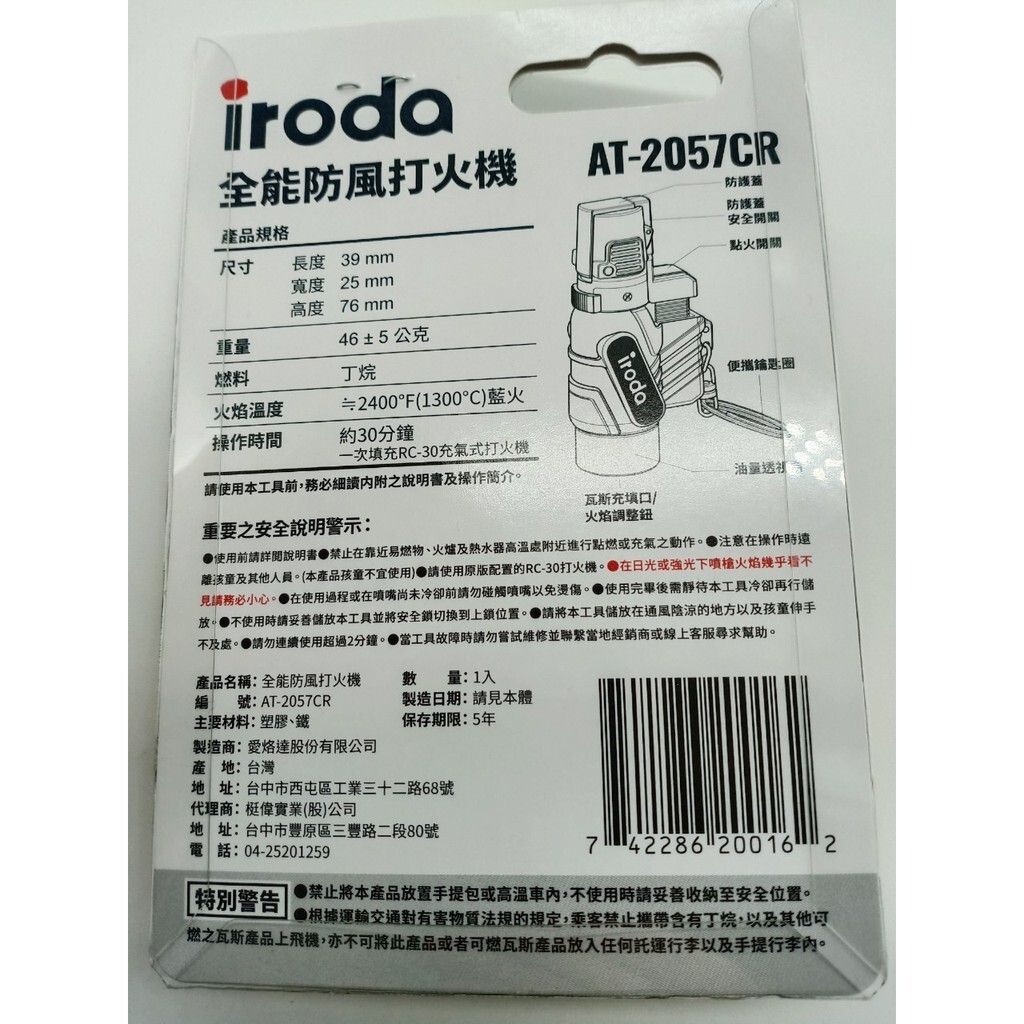 iroda
全能防風打火機
AT-2057CR
防護蓋
防護蓋
安全開關
點火開關
便攜鑰匙圈
iroda
油量透視
瓦斯充填口/
火焰調整鈕
產品規格
尺寸 長度 39 mm
寬度 25 mm
高度 76 mm
重量 46 ± 5 公克
燃料 丁烷
火焰溫度 ≒2400°F(1300°C)藍火
操作時間 約30分鐘
一次填充RC-30充氣式打火機
請使用本工具前,務必細讀內附之說明書及操作簡介。
重要之安全說明警示:
●使用前請詳閱說明書●禁止在靠近易燃物、火爐及熱水器高溫處附近進行點燃或充氣之動作。●注意在操作時遠
離孩童及其他人員。(本產品孩童不宜使用)●請使用原版配置的RC-30打火機。●在日光或強光下噴槍火焰幾乎看不
見請務必小心。●在使用過程或在噴嘴尚未冷卻前請勿碰觸噴嘴以免燙傷。●使用完畢後需靜待本工具冷卻再行儲
放。●不使用時請妥善儲放本工具並將安全鎖切換到上鎖位置。●請將本工具儲放在通風陰涼的地方以及孩童伸手
不及處。●請勿連續使用超過2分鐘。●當工具故障時請勿嘗試維修並聯繫當地經銷商或線上客服尋求幫助。
產品名稱:全能防風打火機 數 量:1入
編 號:AT-2057CR 製造日期:請見本體
主要材料:塑膠、鐵 保存期限:5年
製造商:愛烙達股份有限公司
產 地:台灣
地 址:台中市西屯區工業三十二路68號
代理商:梃偉實業(股)公司
地 址:台中市豐原區三豐路二段80號
電 話:04-25201259
7 42286 20016 2
特別警告 ●禁止將本產品放置手提包或高溫車內,不使用時請妥善收納至安全位置。
●根據運輸交通對有害物質法規的規定,乘客禁止攜帶含有丁烷,以及其他可
燃之瓦斯產品上飛機,亦不可將此產品或者可燃瓦斯產品放入任何託運行李以及手提行李內。